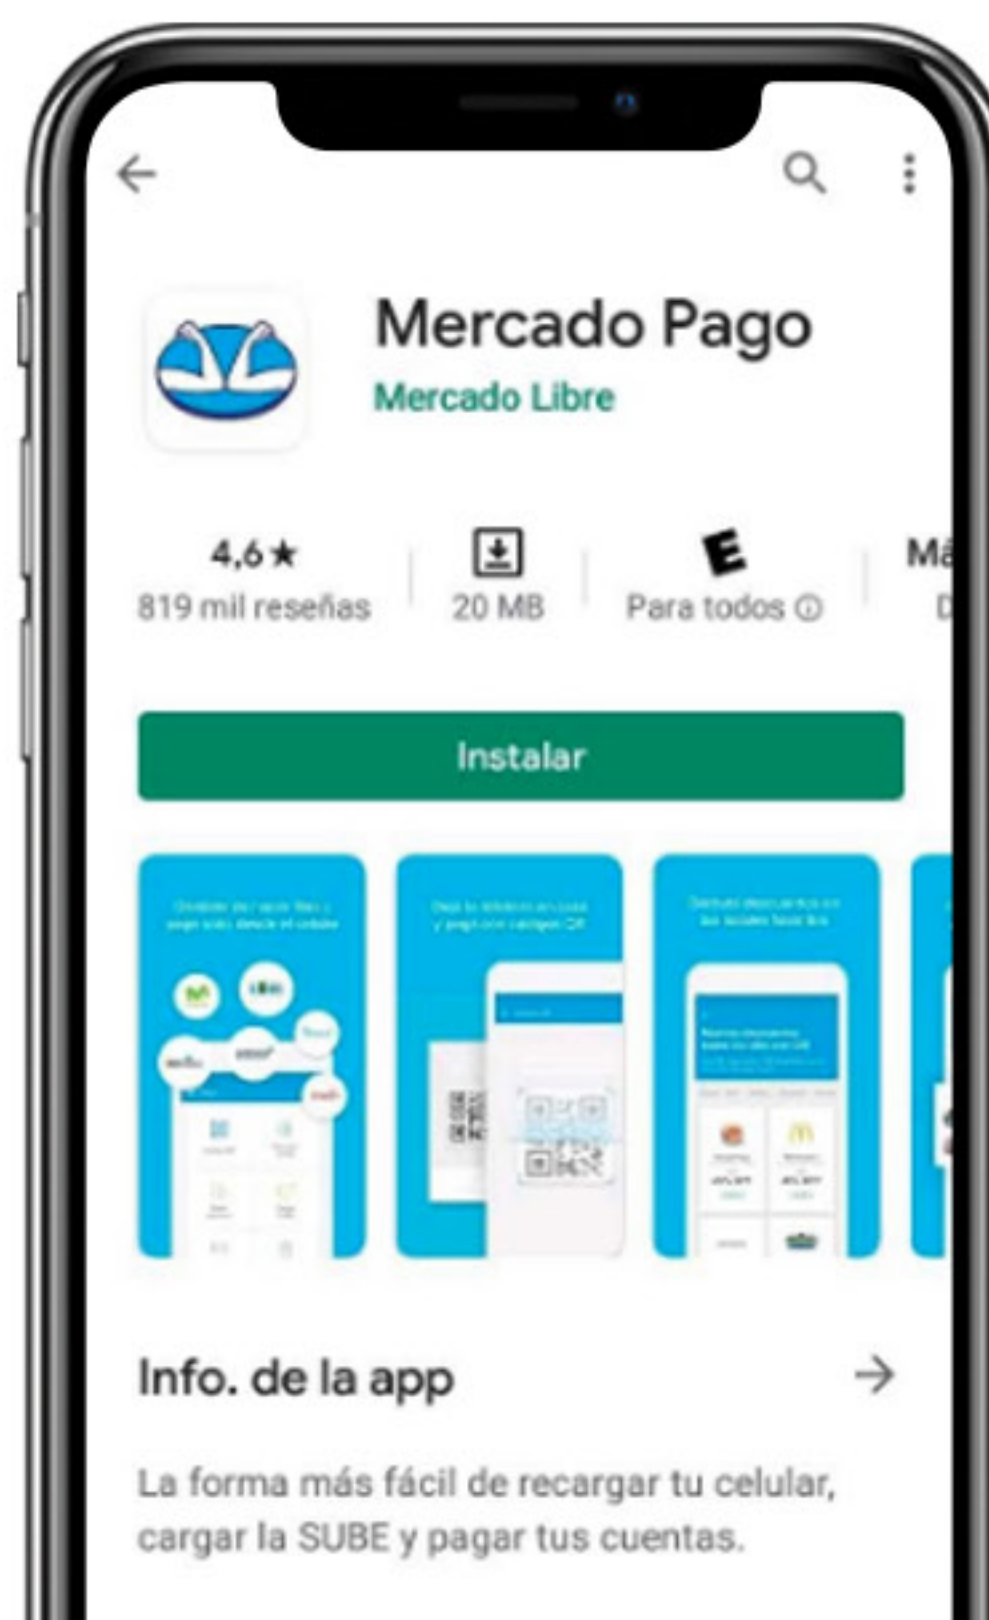 Mercado Pago
Mercado Libre
4,6★
819 mil reseñas
20 MB
E
Para todos
Má
D
Instalar
Info. de la app
La forma más fácil de recargar tu celular,
cargar la SUBE y pagar tus cuentas.